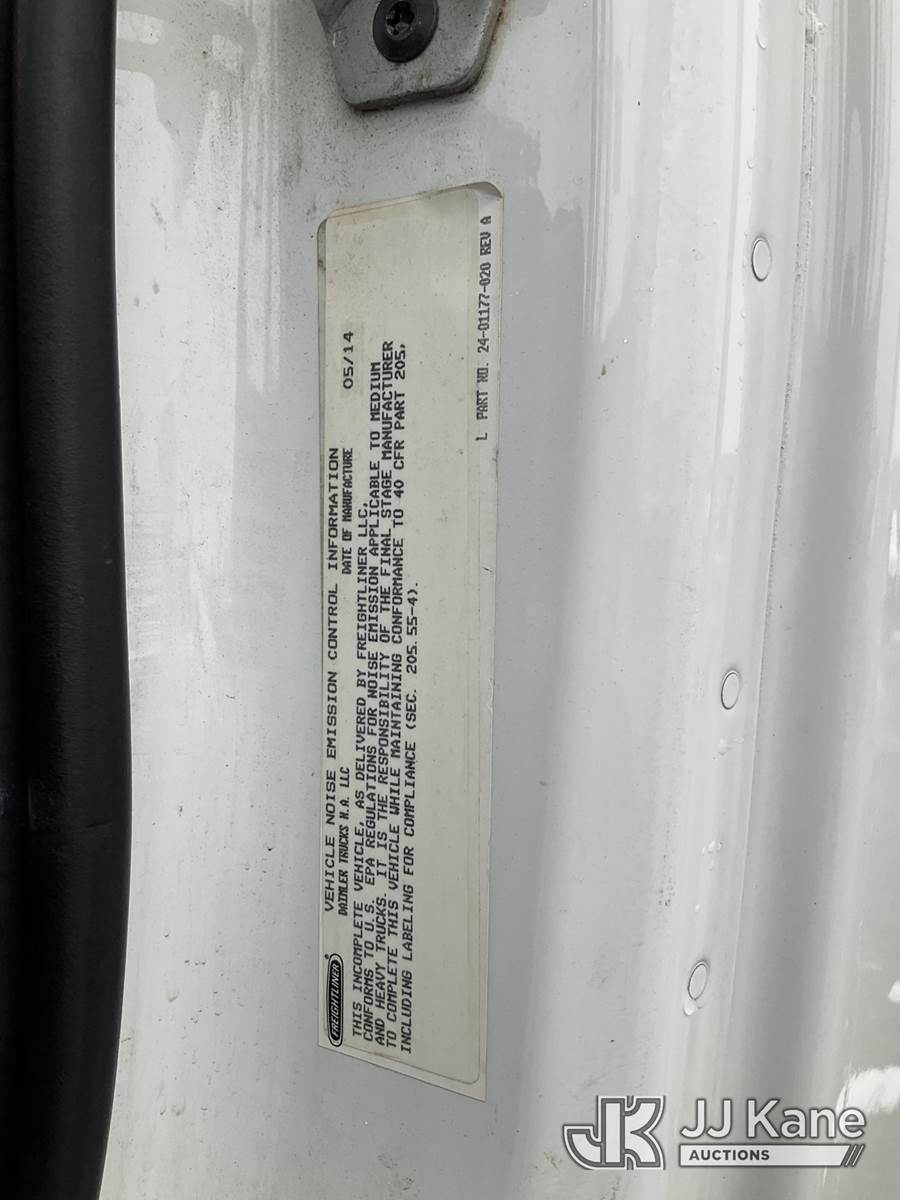 FREIGHTLINER
VEHICLE NOISE EMISSION CONTROL INFORMATION
DAIMLER TRUCKS N.A. LLC DATE OF MANUFACTURE 05/14
THIS INCOMPLETE VEHICLE, AS DELIVERED BY FREIGHTLINER LLC,
CONFORMS TO U.S. EPA REGULATIONS FOR NOISE EMISSION APPLICABLE TO MEDIUM
AND HEAVY TRUCKS. IT IS THE RESPONSIBILITY OF THE FINAL STAGE MANUFACTURER
TO COMPLETE THIS VEHICLE WHILE MAINTAINING CONFORMANCE TO 40 CFR PART 205,
INCLUDING LABELING FOR COMPLIANCE (SEC. 205.55-4).
L PART NO. 24-01177-020 REV A
JK JJ Kane
AUCTIONS